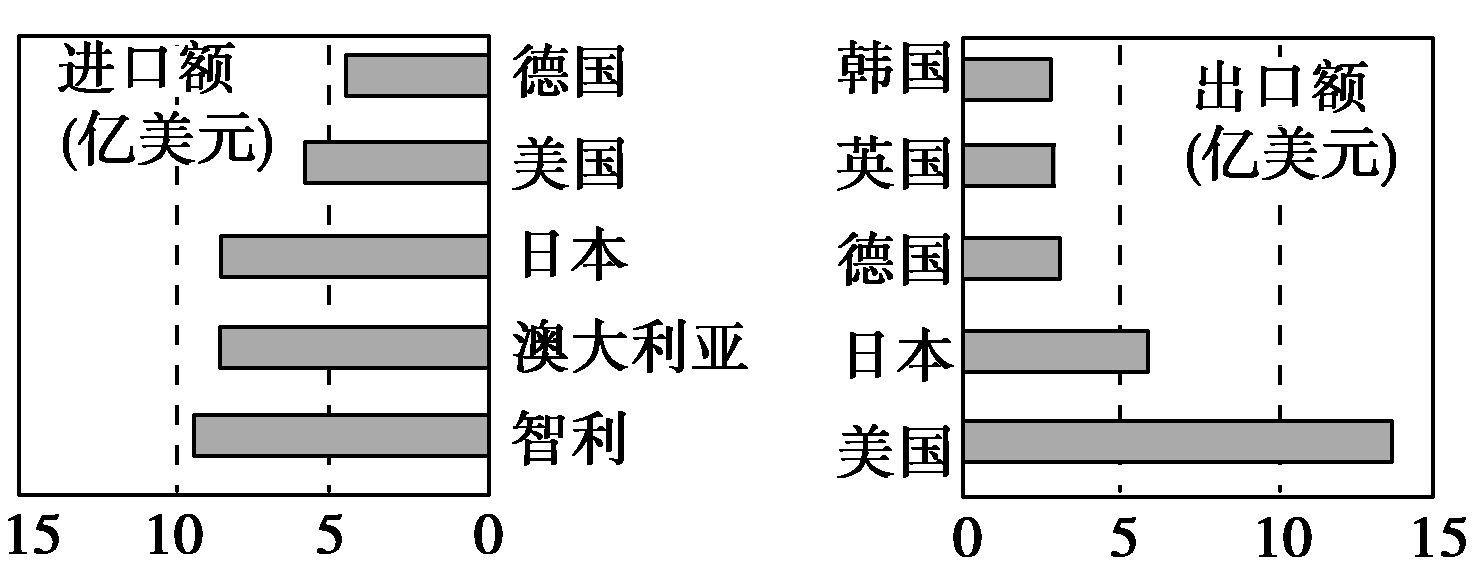 进口额
(亿美元)
德国
美国
日本
澳大利亚
智利
15 10 5 0
韩国
英国
德国
日本
美国
出口额
(亿美元)
0 5 10 15